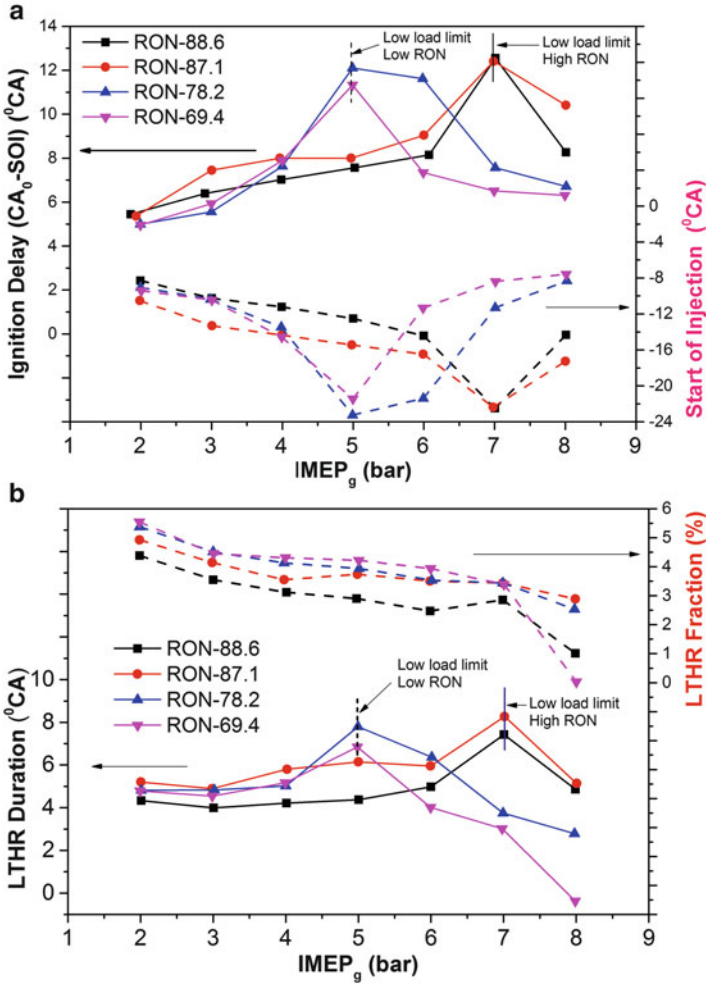 a
14
12
10
8
6
4
2
0
Ignition Delay (CA0-SOI) (⁰CA)
RON-88.6
RON-87.1
RON-78.2
RON-69.4
Low load limit
Low RON
Low load limit
High RON
0
-4
-8
-12
-16
-20
-24
Start of Injection (⁰CA)
1 2 3 4 5 6 7 8 9
IMEPg (bar)
b
10
8
6
4
2
0
LTHR Duration (⁰CA)
RON-88.6
RON-87.1
RON-78.2
RON-69.4
Low load limit
Low RON
Low load limit
High RON
6
5
4
3
2
1
0
LTHR Fraction (%)
1 2 3 4 5 6 7 8 9
IMEPg (bar)